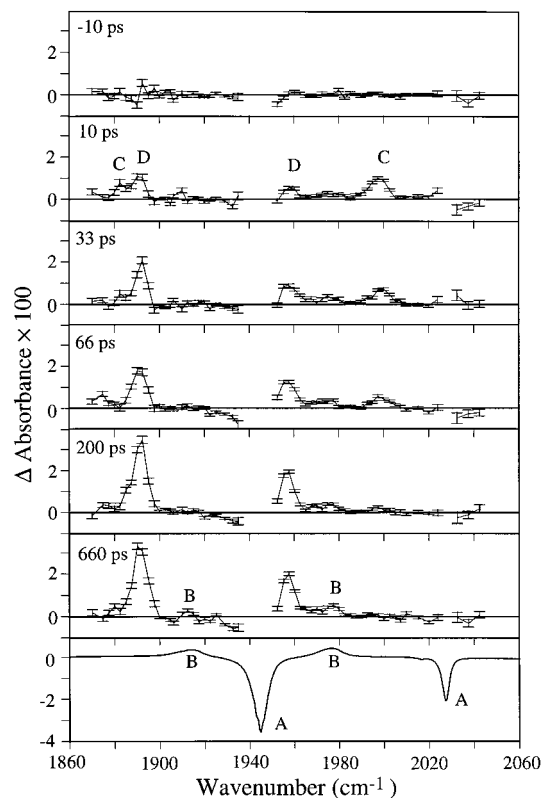 -10 ps
2
0
10 ps
C D D C
2
0
33 ps
2
0
66 ps
2
0
200 ps
2
0
660 ps
B B
2
0
0
-2
-4
B B
A A
1860 1900 1940 1980 2020 2060
Wavenumber (cm-1)
Δ Absorbance × 100